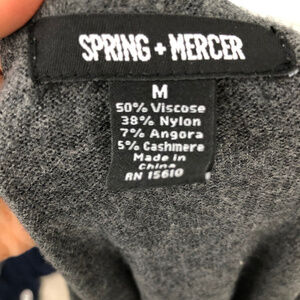 SPRING + MERCER
M
50% Viscose
38% Nylon
7% Angora
5% Cashmere
Made in
China
RN 15610